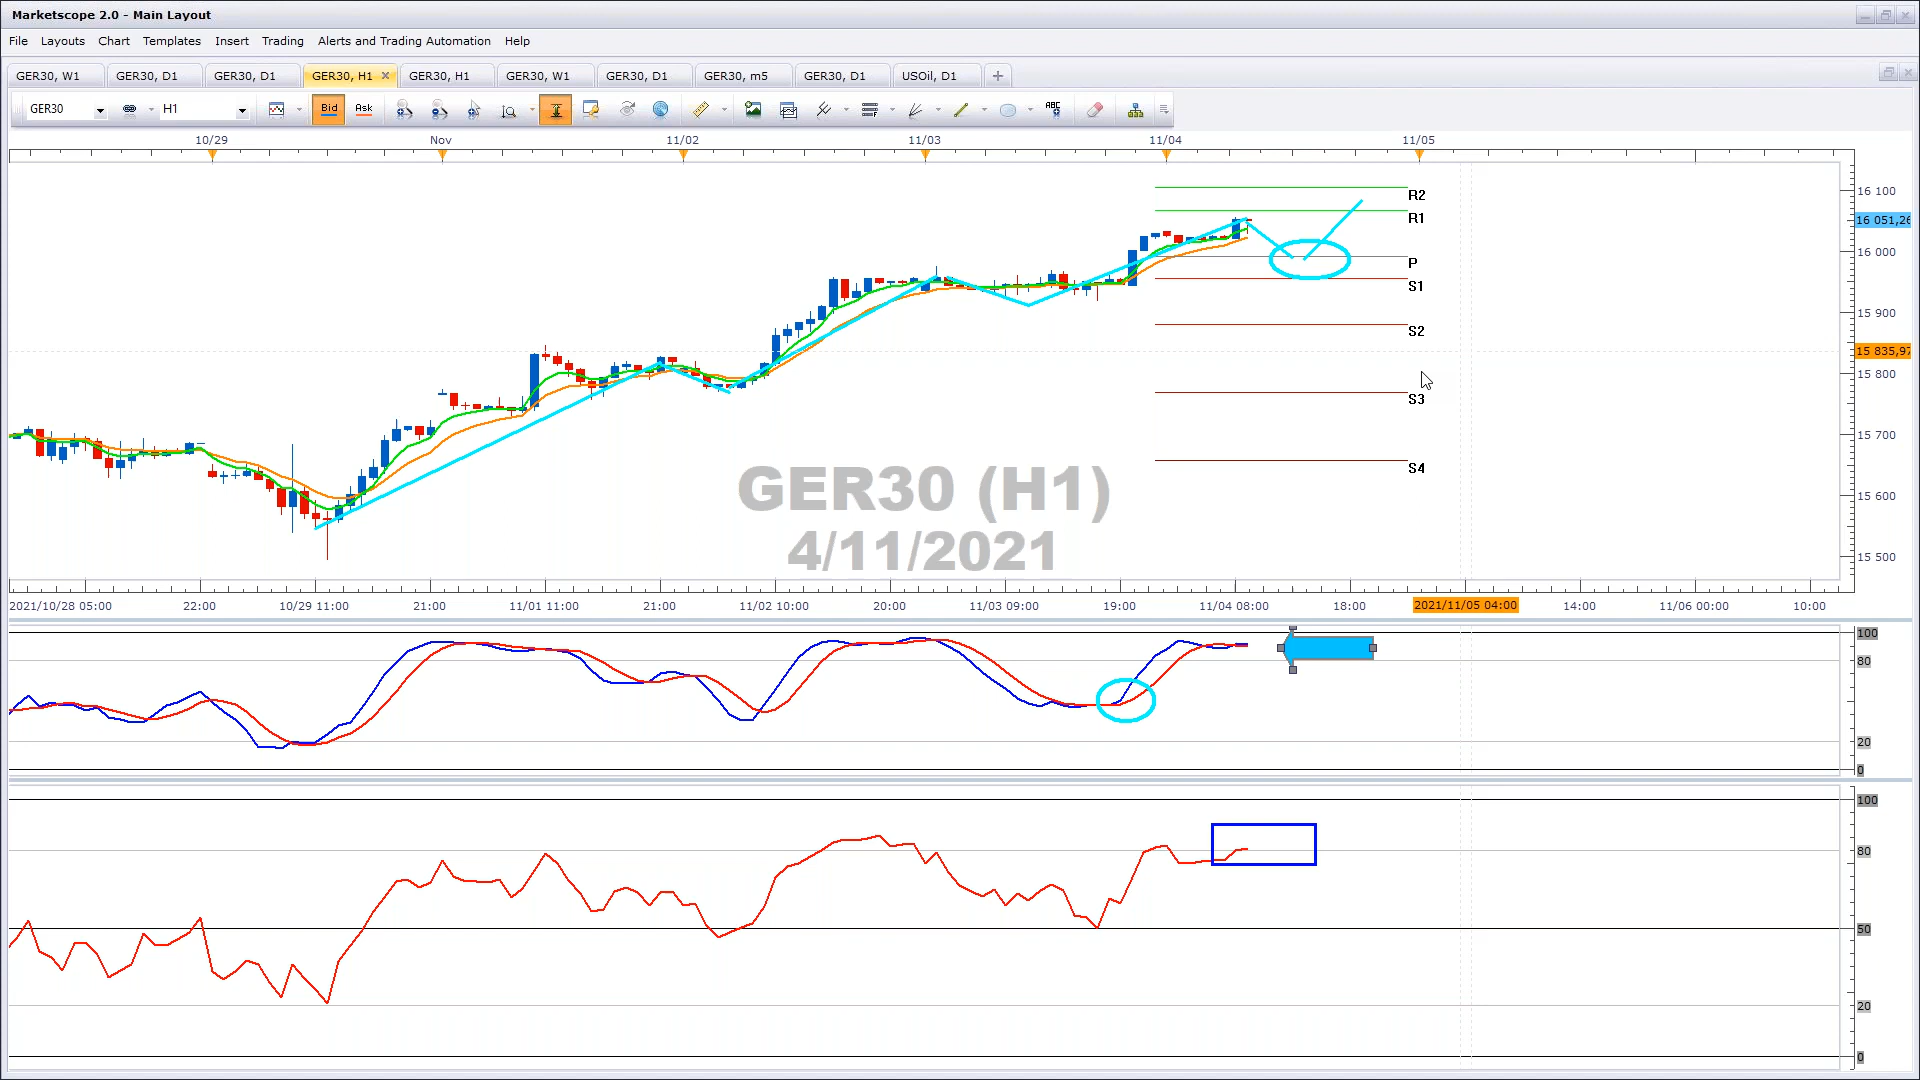 Marketscope 2.0 - Main Layout
File Layouts Chart Templates Insert Trading Alerts and Trading Automation Help
GER30, W1 GER30, D1 GER30, D1 GER30, H1 GER30, H1 GER30, W1 GER30, D1 GER30, m5 GER30, D1 USOil, D1
GER30 H1 Bid Ask ABC
10/29 Nov 11/02 11/03 11/04 11/05
R2
16 100
R1
16 051,26
16 000
P
S1
15 900
S2
15 835,97
15 800
S3
15 700
S4
GER30 (H1)
15 600
4/11/2021
15 500
2021/10/28 05:00 22:00 10/29 11:00 21:00 11/01 11:00 21:00 11/02 10:00 20:00 11/03 09:00 19:00 11/04 08:00 18:00 2021/11/05 04:00 14:00 11/06 00:00 10:00
100
80
20
0
100
80
50
20
0